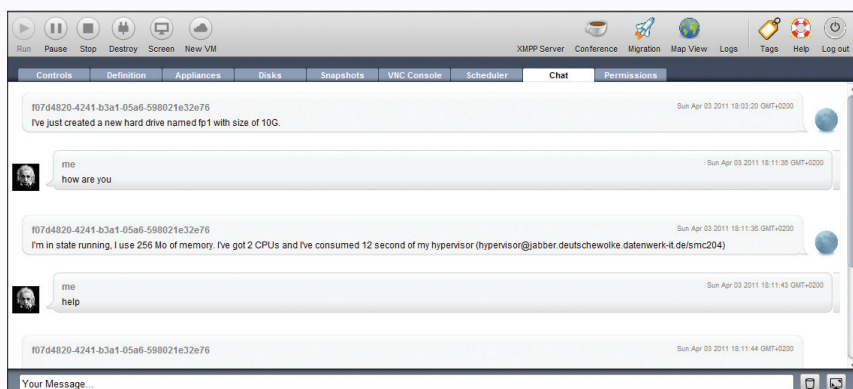 Run Pause Stop Destroy Screen New VM XMPP Server Conference Migration Map View Logs Tags Help Log out
Controls Definition Appliances Disks Snapshots VNC Console Scheduler Chat Permissions
f07d4820-4241-b3a1-05a6-598021e32e76 Sun Apr 03 2011 18:03:20 GMT+0200
I've just created a new hard drive named fp1 with size of 10G.
me Sun Apr 03 2011 18:11:36 GMT+0200
how are you
f07d4820-4241-b3a1-05a6-598021e32e76 Sun Apr 03 2011 18:11:36 GMT+0200
I'm in state running, I use 256 Mo of memory. I've got 2 CPUs and I've consumed 12 second of my hypervisor (hypervisor@jabber.deutschewolke.datenwerk-it.de/smc204)
me Sun Apr 03 2011 18:11:43 GMT+0200
help
f07d4820-4241-b3a1-05a6-598021e32e76 Sun Apr 03 2011 18:11:44 GMT+0200
Your Message...